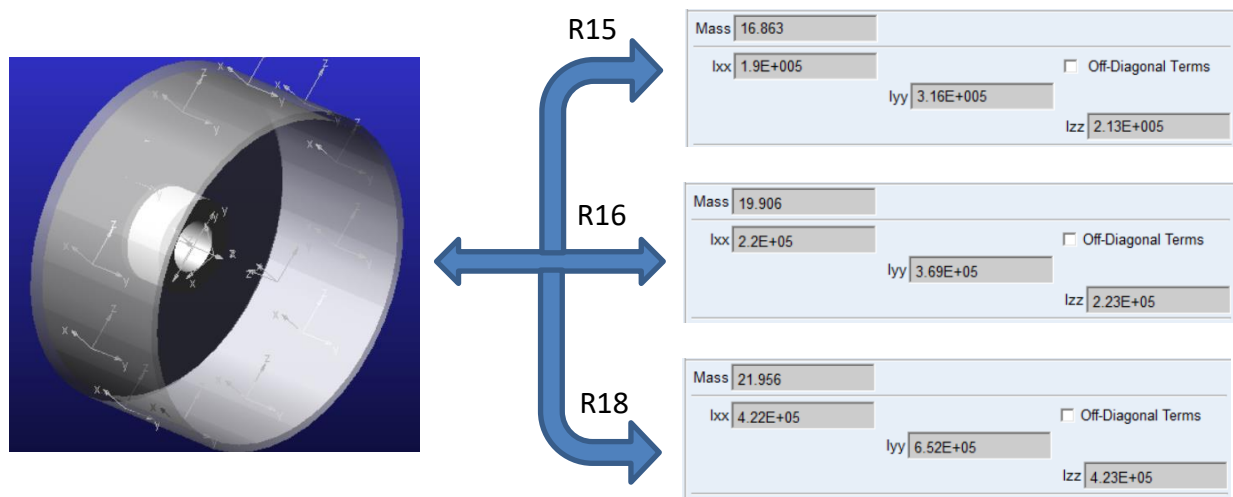 R15
Mass 16.863
Ixx 1.9E+005
Off-Diagonal Terms
Iyy 3.16E+005
Izz 2.13E+005
R16
Mass 19.906
Ixx 2.2E+05
Off-Diagonal Terms
Iyy 3.69E+05
Izz 2.23E+05
R18
Mass 21.956
Ixx 4.22E+05
Off-Diagonal Terms
Iyy 6.52E+05
Izz 4.23E+05